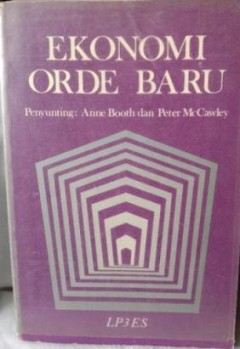 EKONOMI
ORDE BARU
Penyunting: Anne Booth dan Peter McCawley
LP3ES